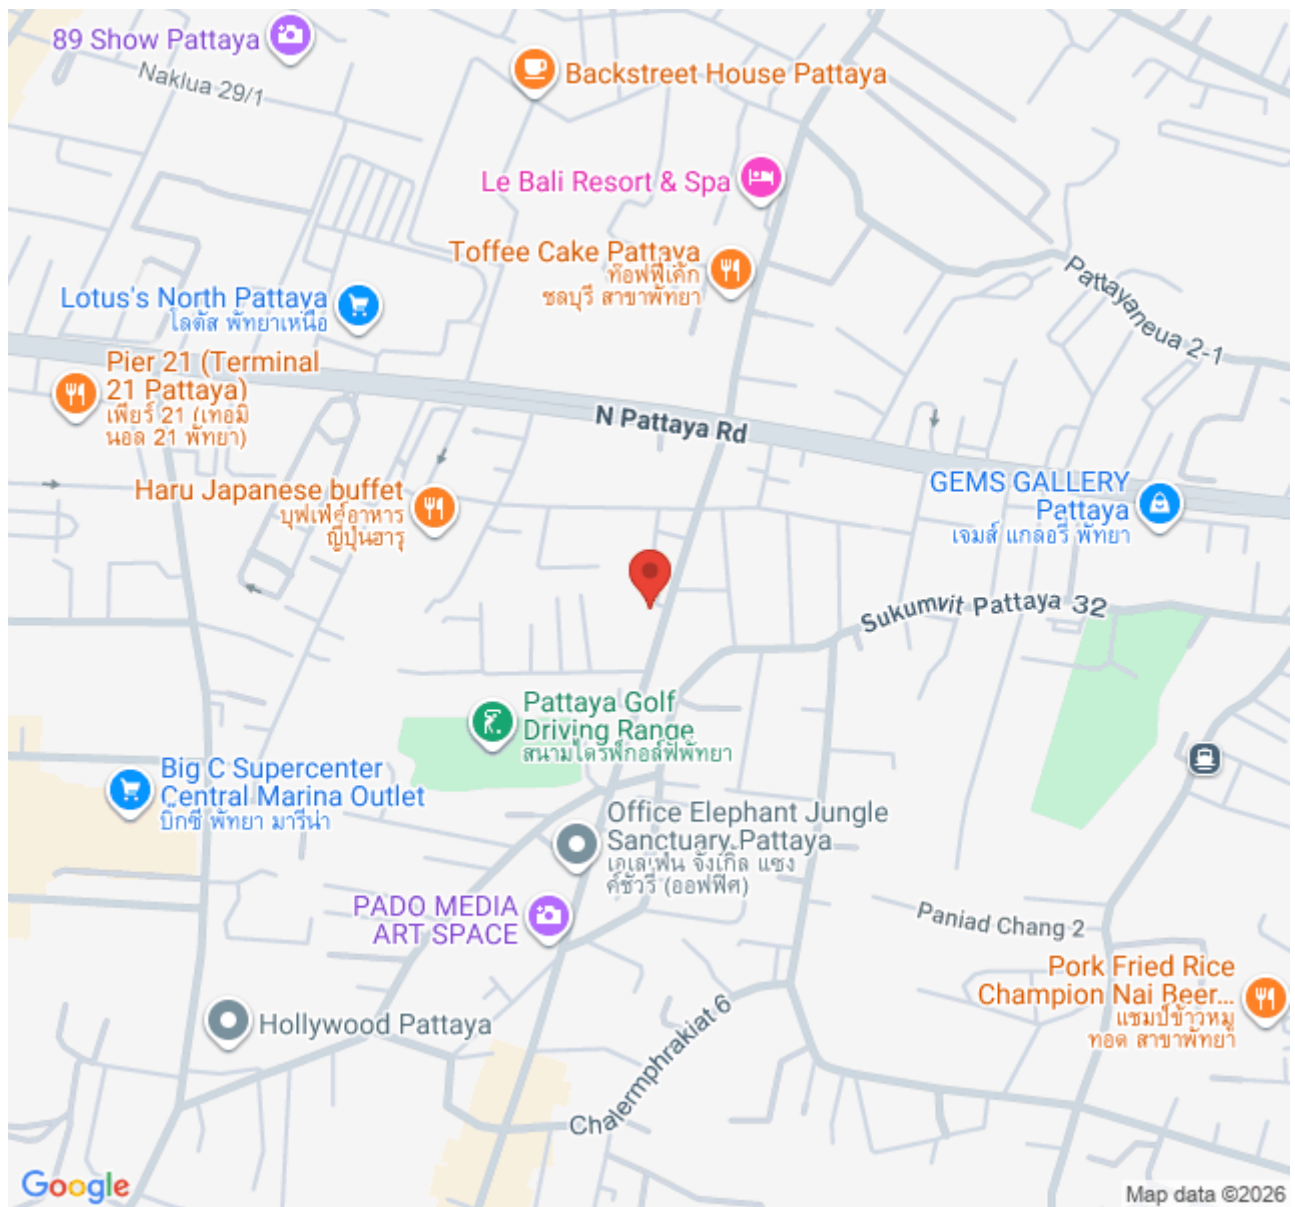 89 Show Pattaya
Naklua 29/1
Backstreet House Pattaya
Le Bali Resort & Spa
Toffee Cake Pattaya
ท๊อฟฟี่เค้ก
ชลบุรี สาขาพัทยา
Pattayaneua 2-1
Lotus's North Pattaya
โลตัส พัทยาเหนือ
Pier 21 (Terminal
21 Pattaya)
เพียร์ 21 (เทอมิ
นอล 21 พัทยา)
N Pattaya Rd
Haru Japanese buffet
บุฟเฟ่ต์อาหาร
ญี่ปุ่นฮารุ
GEMS GALLERY
Pattaya
เจมส์ แกลอรี่ พัทยา
Sukumvit Pattaya 32
Pattaya Golf
Driving Range
สนามไดร์ฟกอล์ฟพัทยา
Big C Supercenter
Central Marina Outlet
บิ๊กซี พัทยา มารีน่า
Office Elephant Jungle
Sanctuary Pattaya
เอเลเฟ่น จังเกิล แซง
ค์ชัวรี่ (ออฟฟิศ)
PADO MEDIA
ART SPACE
Paniad Chang 2
Pork Fried Rice
Champion Nai Beer...
แชมป์ข้าวหมู
ทอด สาขาพัทยา
Hollywood Pattaya
Chalermphrakiat 6
Google
Map data ©2026